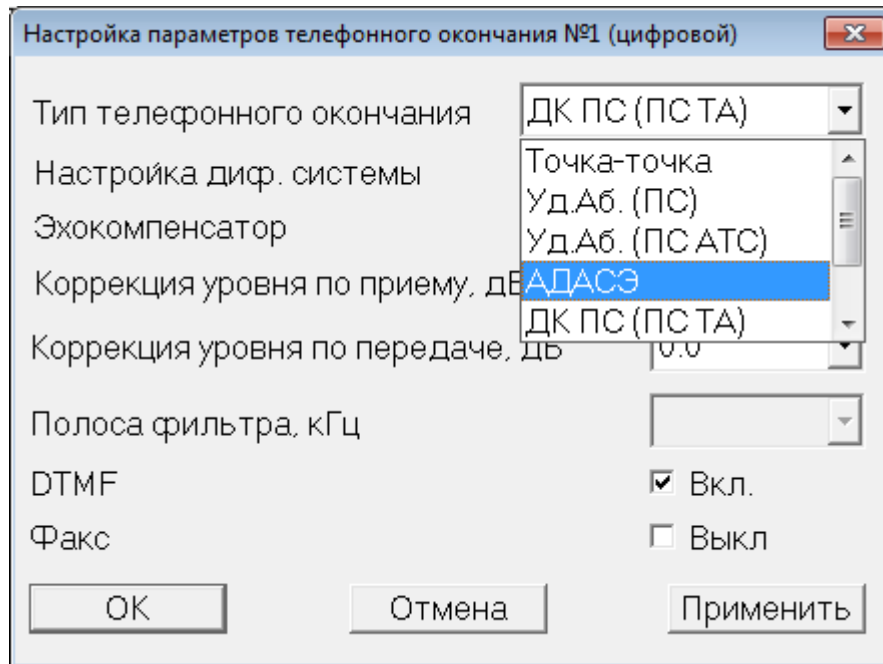 Настройка параметров телефонного окончания №1 (цифровой)
Тип телефонного окончания ДК ПС (ПС ТА)
Точка-точка
Настройка диф. системы
Уд.Аб. (ПС)
Эхокомпенсатор
Уд.Аб. (ПС АТС)
Коррекция уровня по приему, дБ
АДАСЭ
ДК ПС (ПС ТА)
Коррекция уровня по передаче, дБ 0.0
Полоса фильтра, кГц
DTMF Вкл.
Факс Выкл
OK Отмена Применить